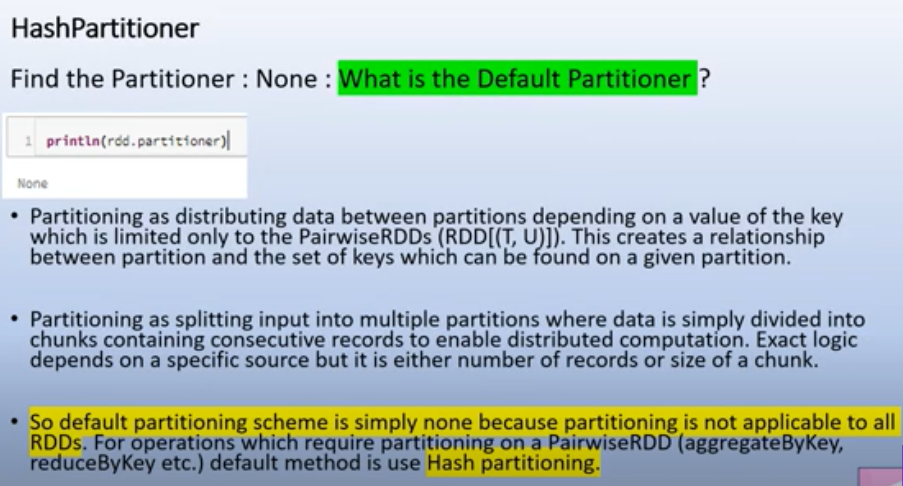 HashPartitioner
Find the Partitioner : None : What is the Default Partitioner ?
1 println(rdd.partitioner)
None
• Partitioning as distributing data between partitions depending on a value of the key
which is limited only to the PairwiseRDDs (RDD[(T, U)]). This creates a relationship
between partition and the set of keys which can be found on a given partition.
• Partitioning as splitting input into multiple partitions where data is simply divided into
chunks containing consecutive records to enable distributed computation. Exact logic
depends on a specific source but it is either number of records or size of a chunk.
• So default partitioning scheme is simply none because partitioning is not applicable to all
RDDs. For operations which require partitioning on a PairwiseRDD (aggregateByKey,
reduceByKey etc.) default method is use Hash partitioning.